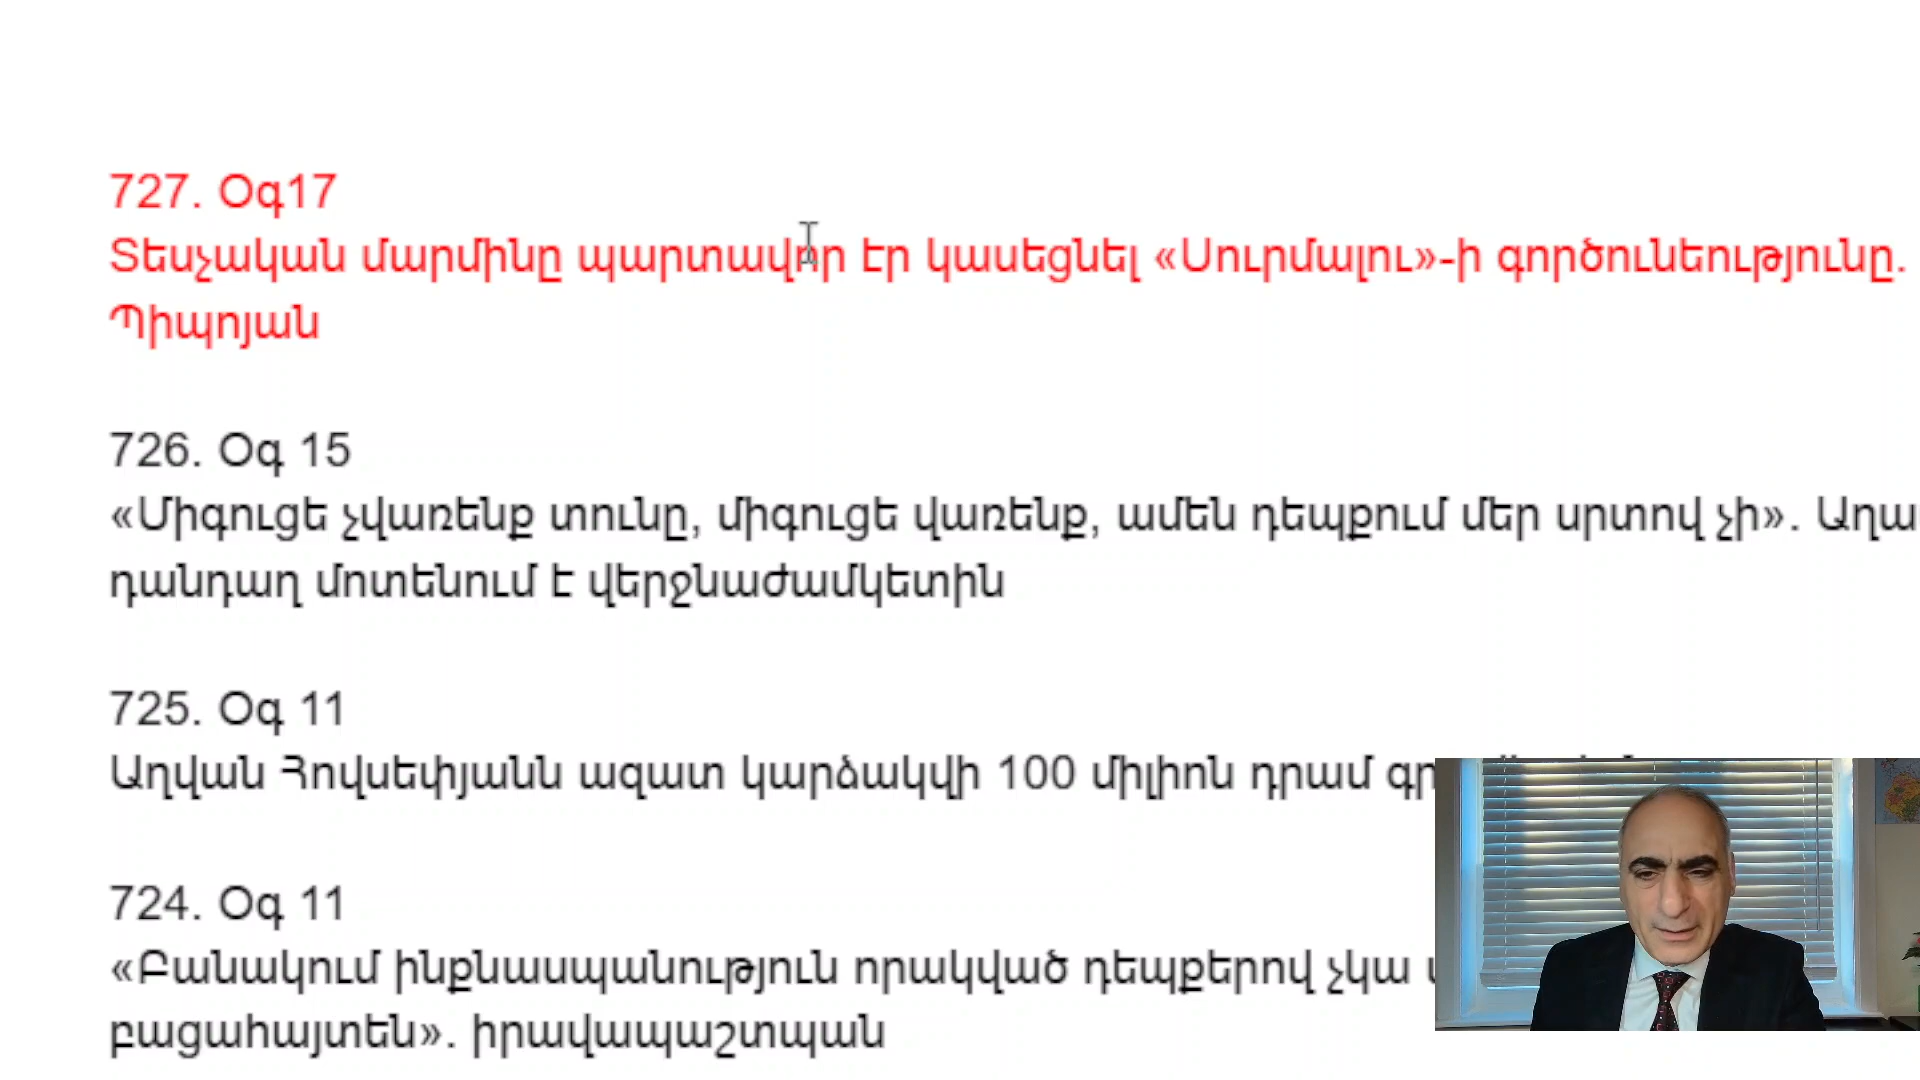 727. Օգ17
Տեսչական մարմինը պարտավոր էր կասեցնել «Սուրմալու»-ի գործունեությունը.
Պիպոյան
726. Օգ 15
«Միգուցե չվառենք տունը, միգուցե վառենք, ամեն դեպքում մեր սրտով չի».
դանդաղ մոտենում է վերջնաժամկետին
725. Օգ 11
Աղվան Հովսեփյանն ազատ կարձակվի 100 միլիոն դրամ
724. Օգ 11
«Բանակում ինքնասպանություն որակված դեպքերով չկա
բացահայտեն». իրավապաշտպան